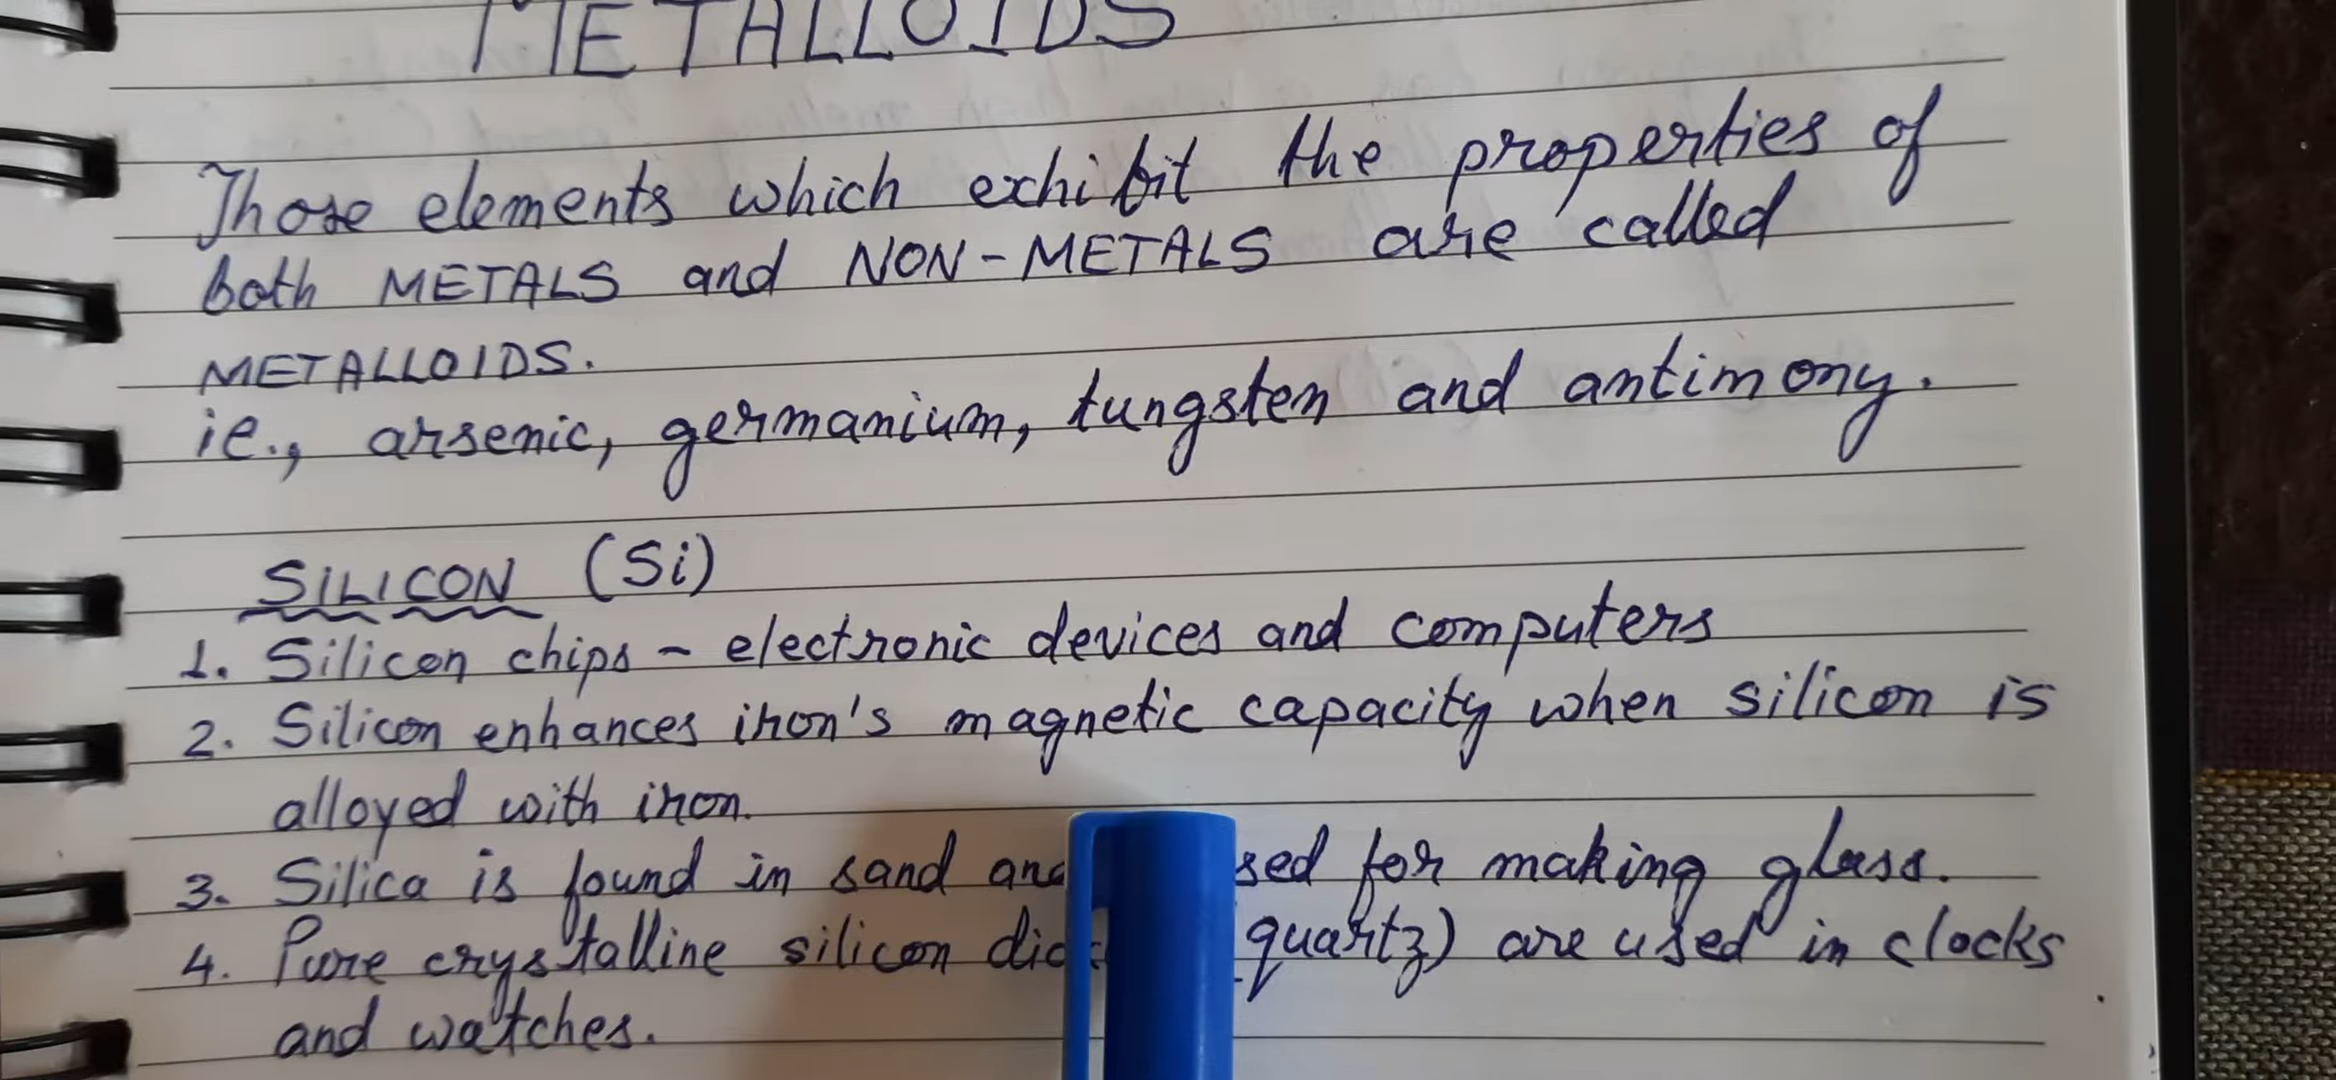 METALLOIDS
Those elements which exhibit the properties of
both METALS and NON-METALS are called
METALLOIDS.
ie., arsenic, germanium, tungsten and antimony.
SILICON (Si)
1. Silicon chips - electronic devices and computers
2. Silicon enhances iron's magnetic capacity when silicon is
alloyed with iron.
3. Silica is found in sand and for making glass.
4. Pure crystalline silicon quartz) are used in clocks
and watches.